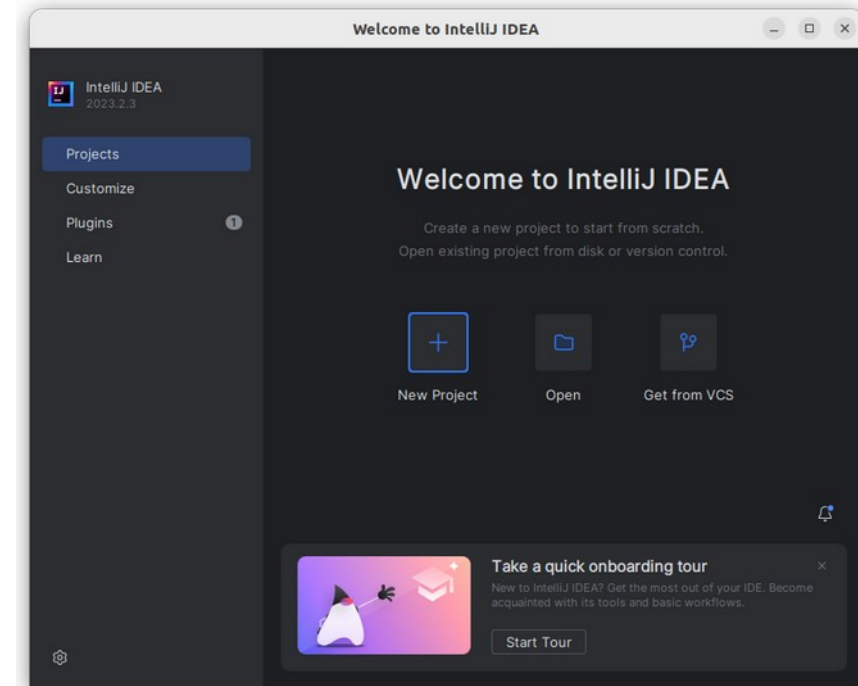 Welcome to IntelliJ IDEA
IntelliJ IDEA
2023.2.3
Projects
Customize
Plugins
1
Learn
Welcome to IntelliJ IDEA
Create a new project to start from scratch.
Open existing project from disk or version control.
New Project
Open
Get from VCS
Take a quick onboarding tour
New to IntelliJ IDEA? Get the most out of your IDE. Become
acquainted with its tools and basic workflows.
Start Tour